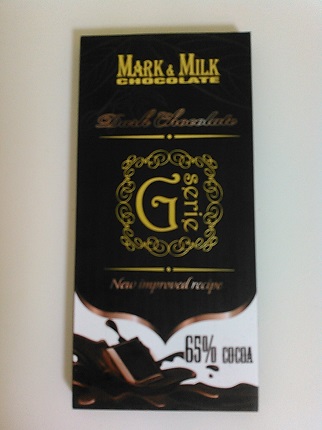 MARK & MILK
CHOCOLATE
Dark Chocolate
G
serie
New improved recipe
65% COCOA